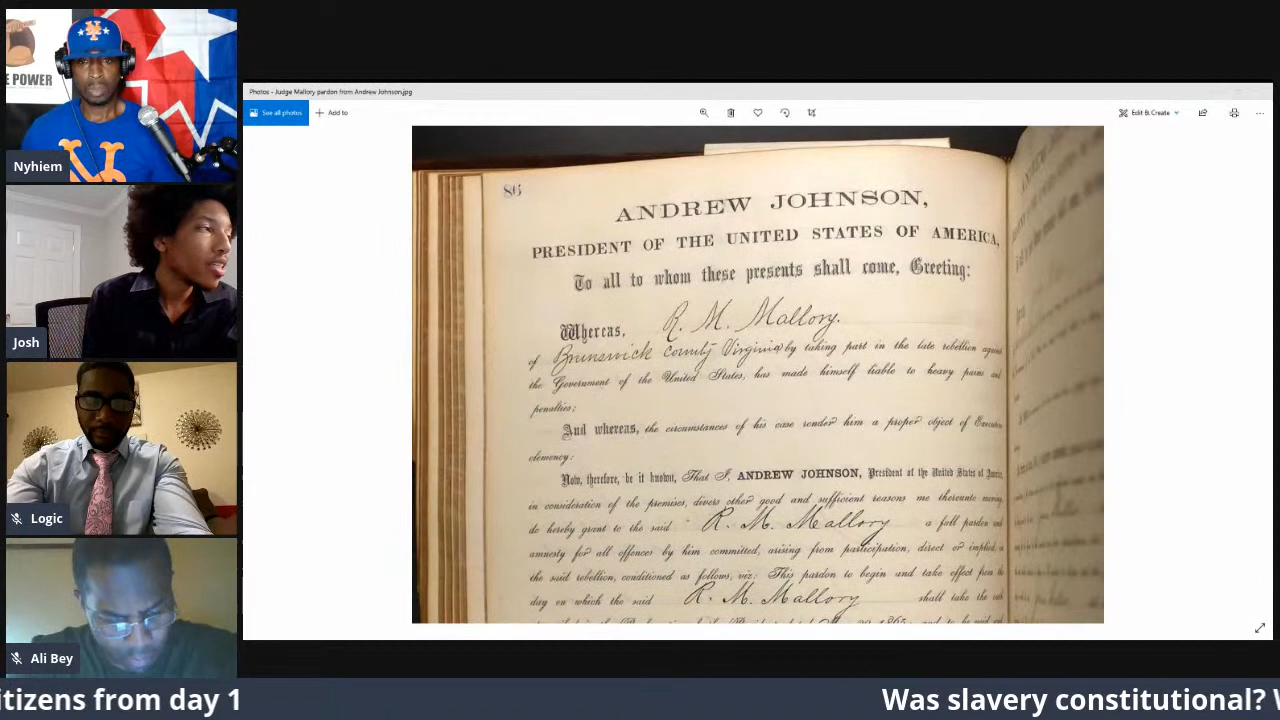 E POWER
Nyhiem
Josh
Logic
Ali Bey
Photos - Judge Mallory pardon from Andrew Johnson.jpg
See all photos
Add to
Edit & Create
86
ANDREW JOHNSON,
PRESIDENT OF THE UNITED STATES OF AMERICA,
To all to whom these presents shall come, Greeting:
Whereas, R. M. Mallory.
of Brunswick County Virginia by taking part in the late rebellion agains
the Government of the United States, has made himself liable to heavy pains and
penalties;
And whereas, the circumstances of his case render him a proper object of Executive
clemency:
Now, therefore, be it known, That I, ANDREW JOHNSON, President of the United States of America,
in consideration of the premises, divers other good and sufficient reasons me thereunto moving,
do hereby grant to the said R. M. Mallory a full pardon and
amnesty for all offences by him committed, arising from participation, direct or implied, in
the said rebellion, conditioned as follows, viz: This pardon to begin and take effect from the
day on which the said R. M. Mallory shall take the oath
itizens from day 1
Was slavery constitutional?